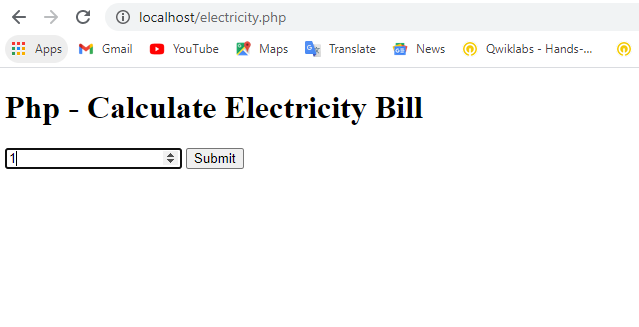 localhost/electricity.php
Apps Gmail YouTube Maps Translate News Qwiklabs - Hands-...
Php - Calculate Electricity Bill
1 Submit